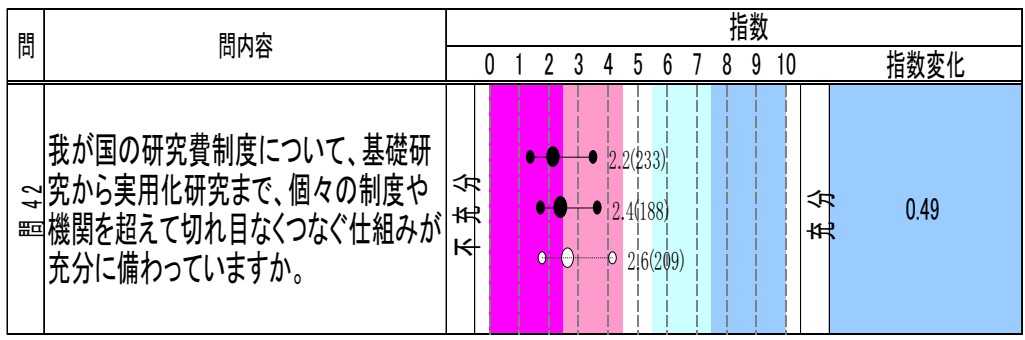 問
問内容
指数
0 1 2 3 4 5 6 7 8 9 10
指数変化
問42
我が国の研究費制度について、基礎研
究から実用化研究まで、個々の制度や
機関を超えて切れ目なくつなぐ仕組みが
充分に備わっていますか。
不充分
2.2(233)
2.4(188)
2.6(209)
充分
0.49